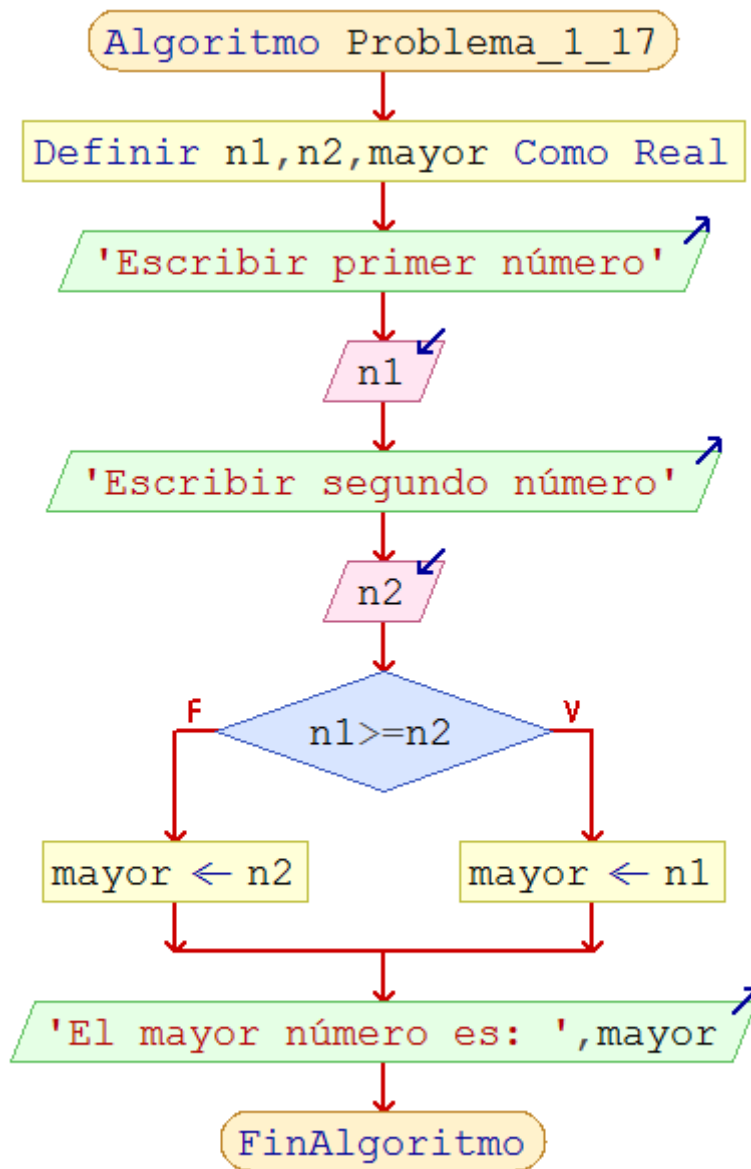 Algoritmo Problema_1_17
Definir n1,n2,mayor Como Real
'Escribir primer número'
n1
'Escribir segundo número'
n2
F
V
n1>=n2
mayor ← n2
mayor ← n1
'El mayor número es: ',mayor
FinAlgoritmo